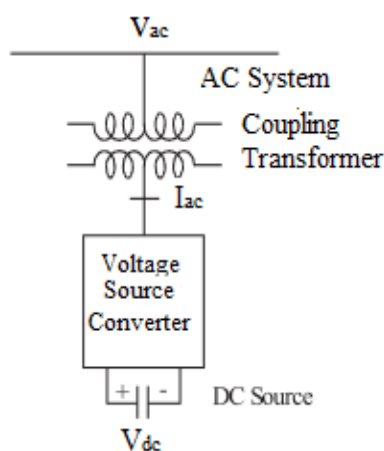 Vac
AC System
Coupling
Transformer
Iac
Voltage
Source
Converter
+ -
DC Source
Vdc